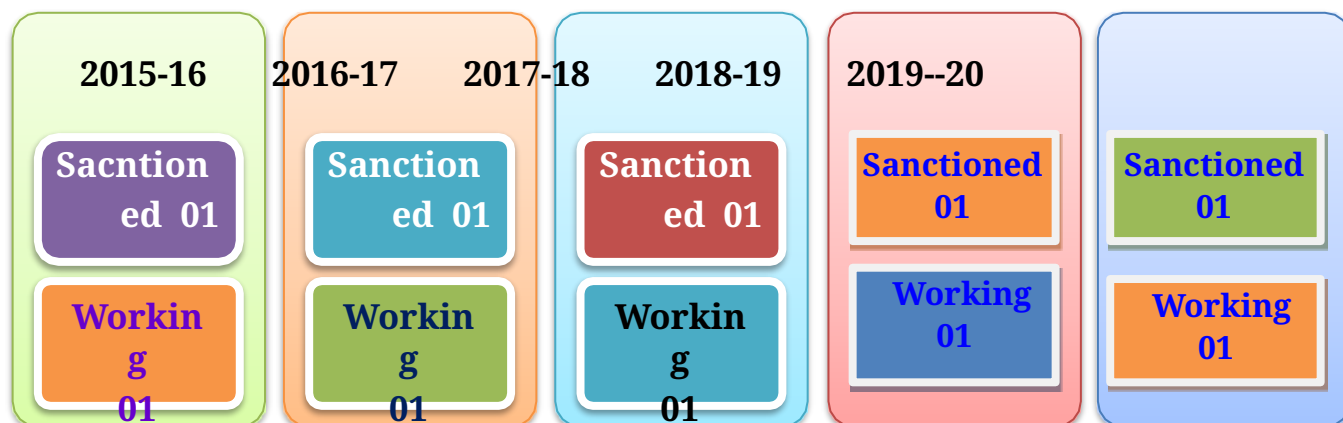 2015-16 2016-17 2017-18 2018-19 2019--20
Sacntion
ed 01
Sanction
ed 01
Sanction
ed 01
Sanctioned
01
Sanctioned
01
Workin
g
01
Workin
g
01
Workin
g
01
Working
01
Working
01